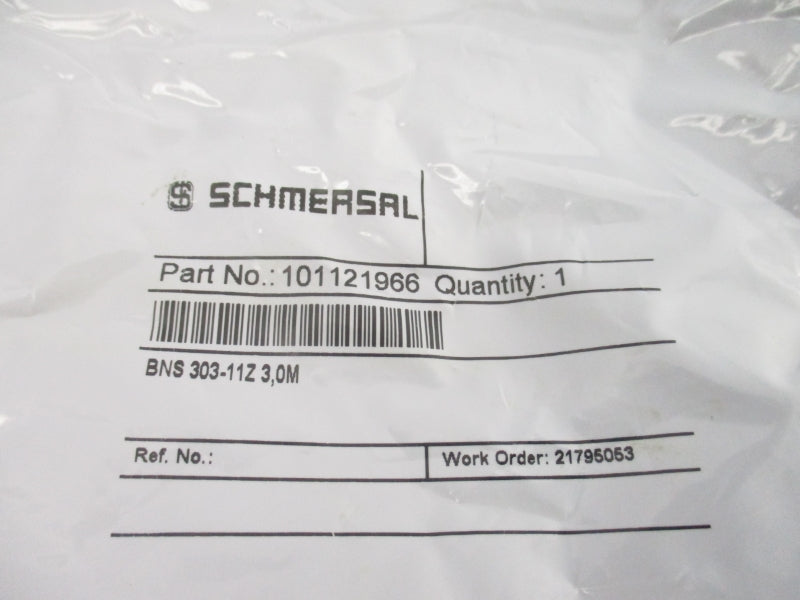 SCHMERSAL
Part No.: 101121966 Quantity: 1
BNS 303-11Z 3,0M
Ref. No.: Work Order: 21795053